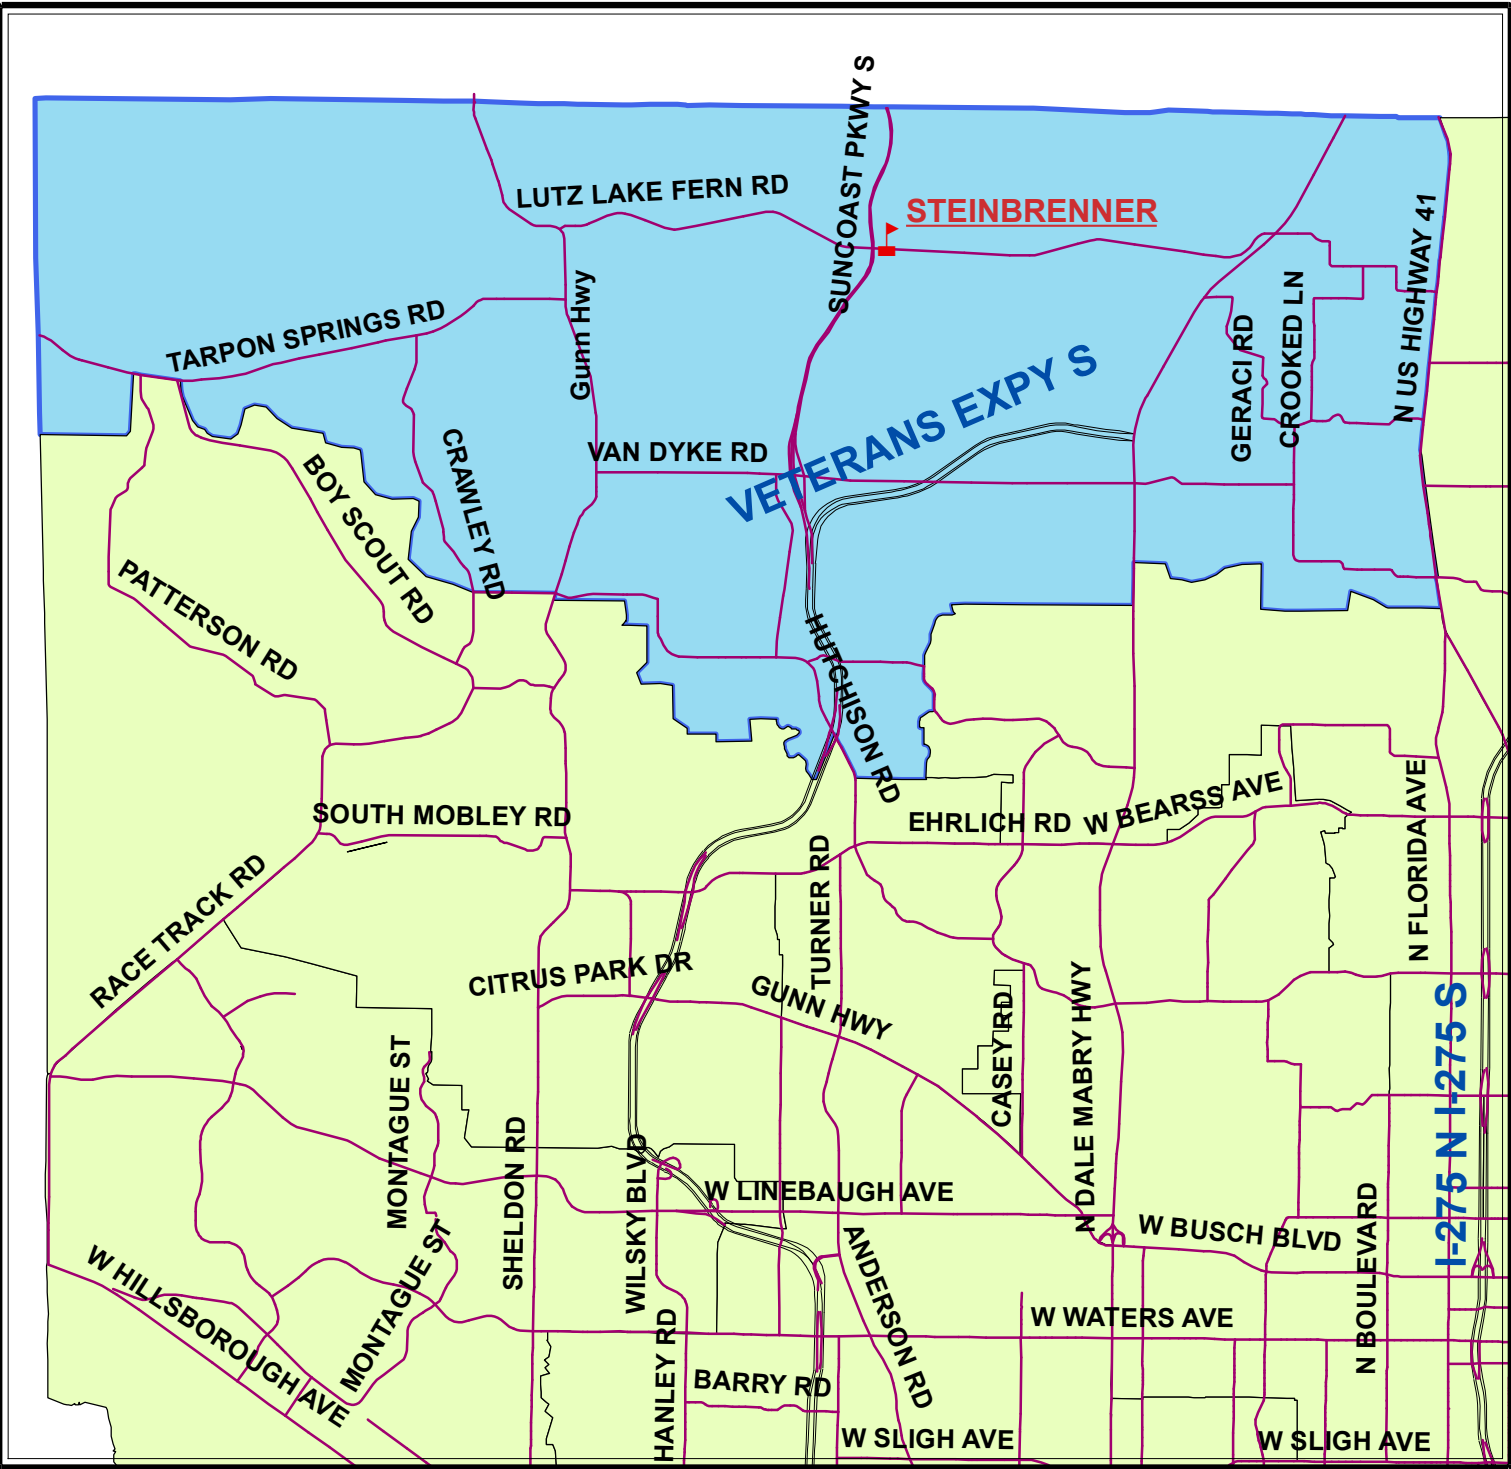 SUNCOAST PKWY S
LUTZ LAKE FERN RD
STEINBRENNER
N US HIGHWAY 41
Gunn Hwy
CROOKED LN
GERACI RD
TARPON SPRINGS RD
VETERANS EXPY S
VAN DYKE RD
CRAWLEY RD
BOY SCOUT RD
PATTERSON RD
HUTCHISON RD
SOUTH MOBLEY RD
EHRLICH RD
W BEARSS AVE
N FLORIDA AVE
TURNER RD
RACE TRACK RD
CITRUS PARK DR
GUNN HWY
CASEY RD
N DALE MABRY HWY
I-275 N I-275 S
MONTAGUE ST
SHELDON RD
WILSKY BLVD
W LINEBAUGH AVE
W BUSCH BLVD
N BOULEVARD
MONTAGUE ST
W HILLSBOROUGH AVE
ANDERSON RD
W WATERS AVE
HANLEY RD
BARRY RD
W SLIGH AVE
W SLIGH AVE